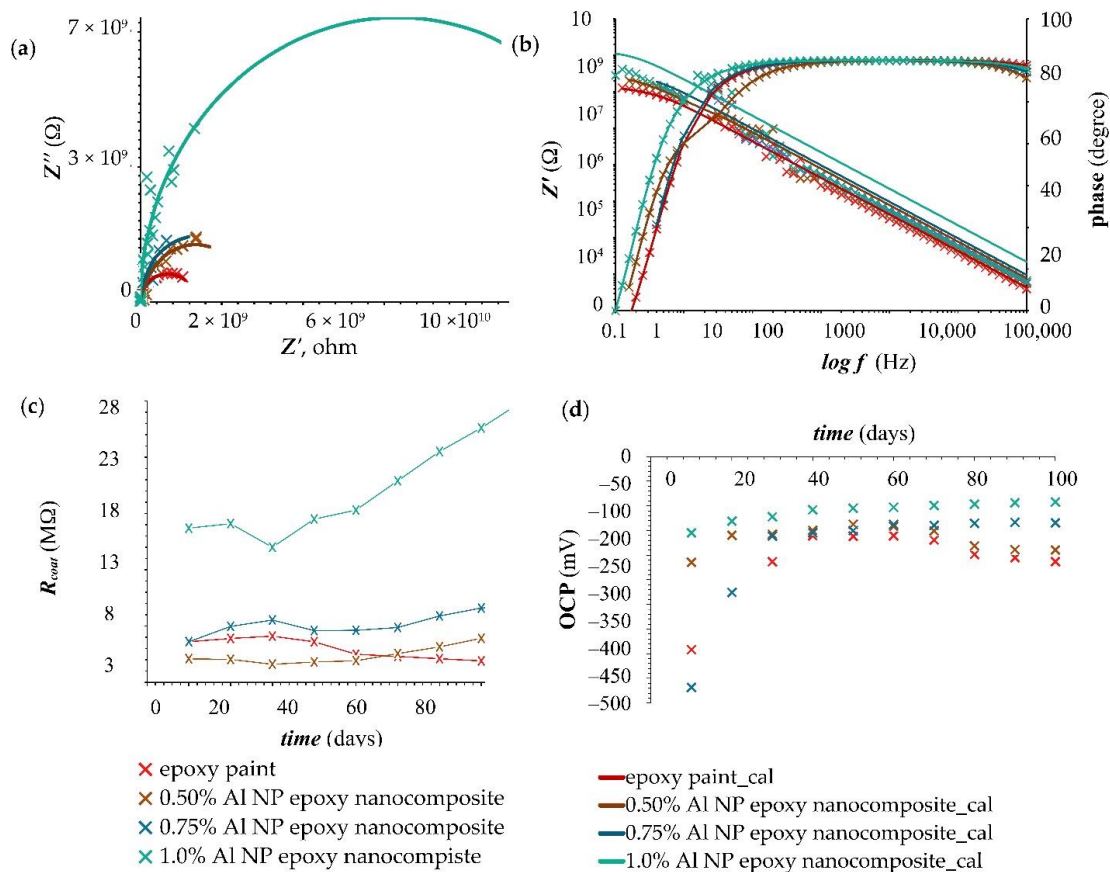 (a)
7 × 10⁹
3 × 10⁹
0
Z'' (Ω)
0
2 × 10⁹
6 × 10⁹
10 × 10¹⁰
Z', ohm
(b)
10⁹
10⁸
10⁷
10⁶
10⁵
10⁴
0
Z' (Ω)
0.1
1
10
100
1000
10,000
100,000
log f (Hz)
100
80
60
40
20
0
phase (degree)
(c)
28
23
18
13
8
3
R_coat (MΩ)
0
20
40
60
80
time (days)
(d)
time (days)
0
−50
−100
−200
−250
−300
−350
−400
−450
−500
OCP (mV)
0
20
40
60
80
100
epoxy paint
0.50% Al NP epoxy nanocomposite
0.75% Al NP epoxy nanocomposite
1.0% Al NP epoxy nanocompiste
epoxy paint_cal
0.50% Al NP epoxy nanocomposite_cal
0.75% Al NP epoxy nanocomposite_cal
1.0% Al NP epoxy nanocomposite_cal